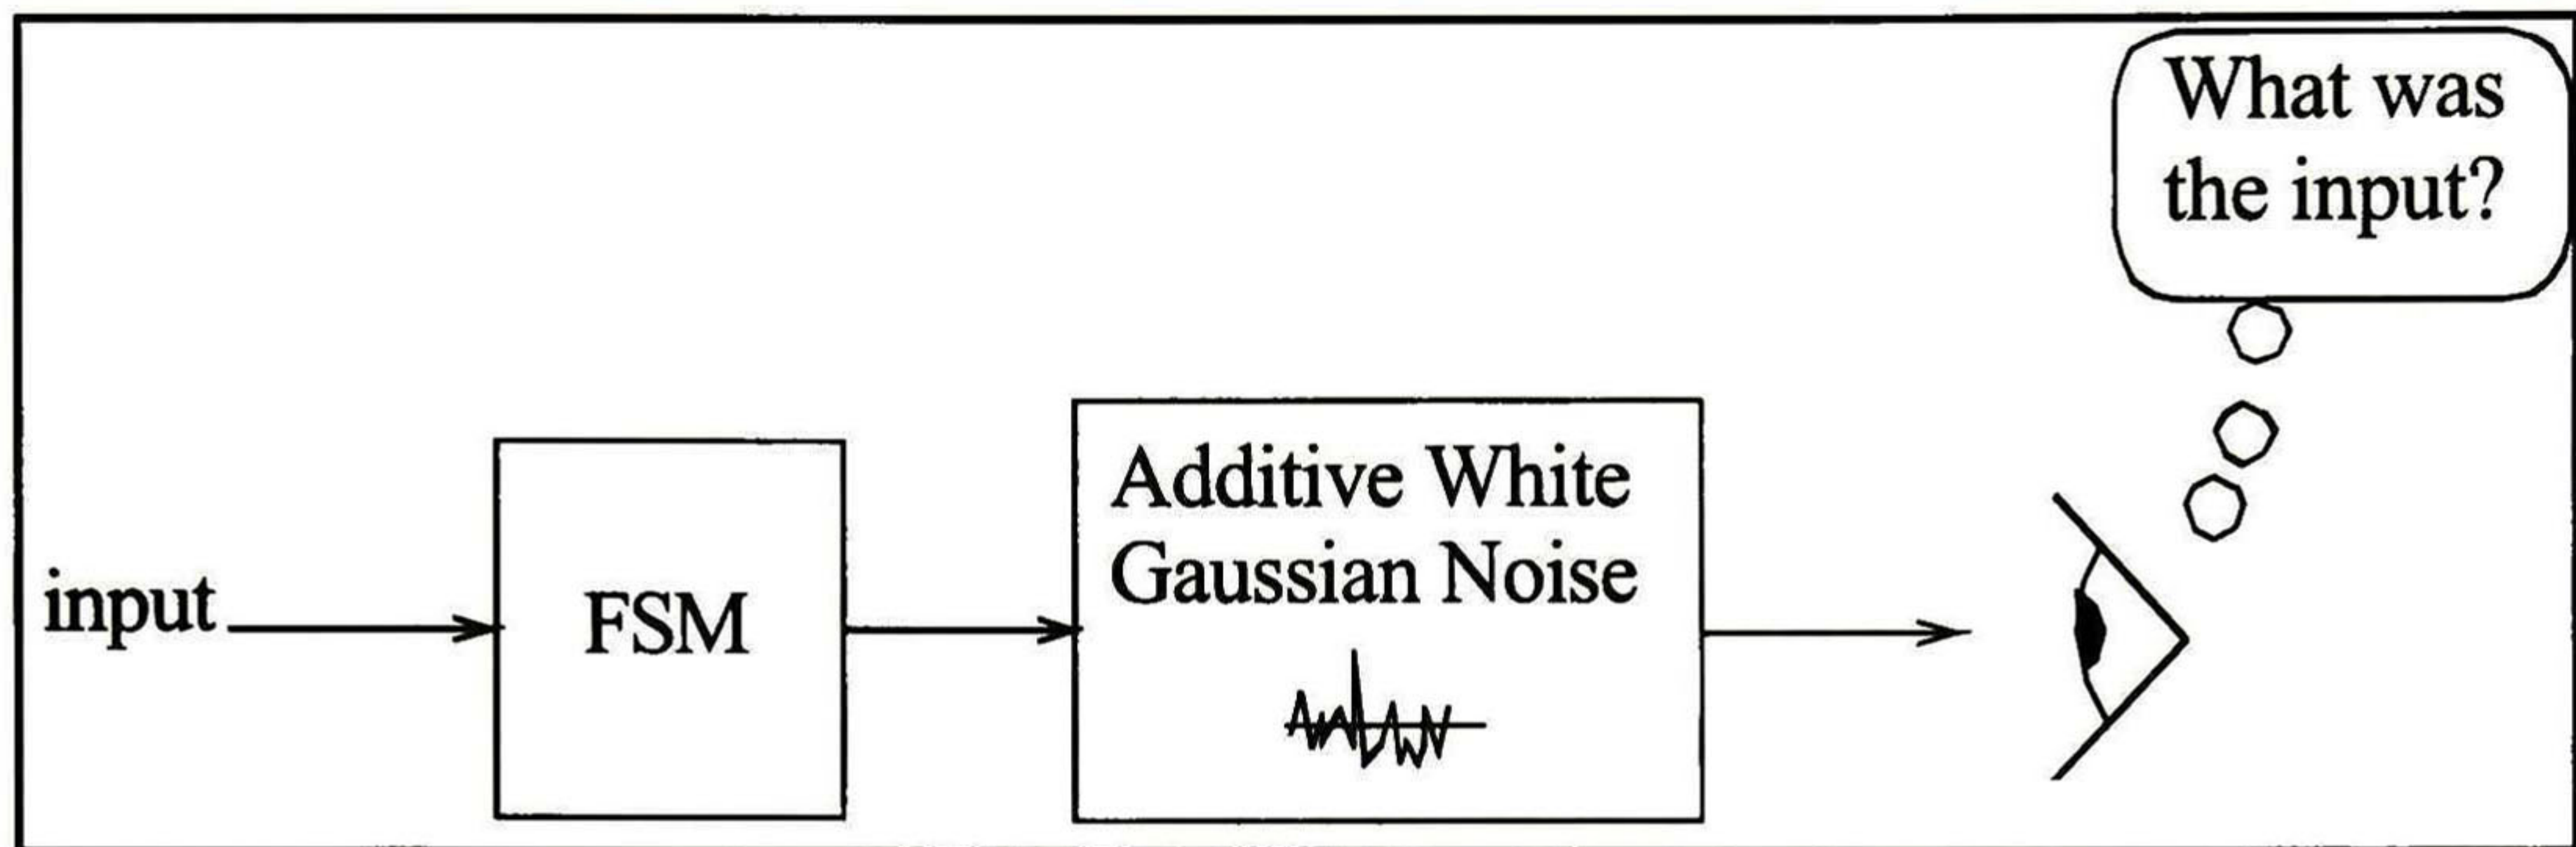 What was
the input?
Additive White
Gaussian Noise
input
FSM